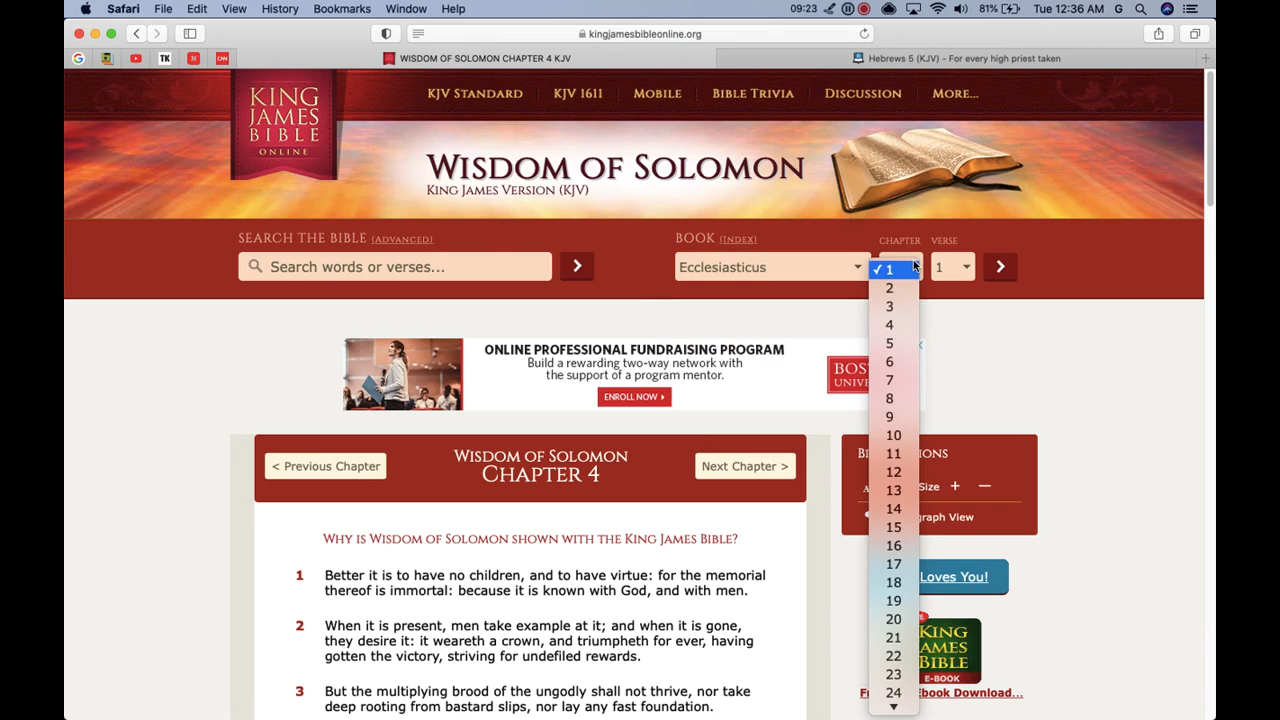 Safari File Edit View History Bookmarks Window Help 09:23 81% Tue 12:36 AM G
kingjamesbibleonline.org
TK N CNN
WISDOM OF SOLOMON CHAPTER 4 KJV
Hebrews 5 (KJV) - For every high priest taken
KING
JAMES
BIBLE
ONLINE
KJV STANDARD KJV 1611 MOBILE BIBLE TRIVIA DISCUSSION MORE...
WISDOM OF SOLOMON
KING JAMES VERSION (KJV)
SEARCH THE BIBLE (ADVANCED)
Search words or verses...
BOOK (INDEX) CHAPTER VERSE
Ecclesiasticus 1
✓ 1
2
3
4
5
6
7
8
9
10
11
12
13
14
15
16
17
18
19
20
21
22
23
24
ONLINE PROFESSIONAL FUNDRAISING PROGRAM
Build a rewarding two-way network with
the support of a program mentor.
ENROLL NOW
BOS
UNIVE
< Previous Chapter
WISDOM OF SOLOMON
CHAPTER 4
Next Chapter >
WHY IS WISDOM OF SOLOMON SHOWN WITH THE KING JAMES BIBLE?
1 Better it is to have no children, and to have virtue: for the memorial
thereof is immortal: because it is known with God, and with men.
2 When it is present, men take example at it; and when it is gone,
they desire it: it weareth a crown, and triumpheth for ever, having
gotten the victory, striving for undefiled rewards.
3 But the multiplying brood of the ungodly shall not thrive, nor take
deep rooting from bastard slips, nor lay any fast foundation.
BI IONS
A Size + —
graph View
Loves You!
KING
JAMES
BIBLE
E-BOOK
Fr Ebook Download...